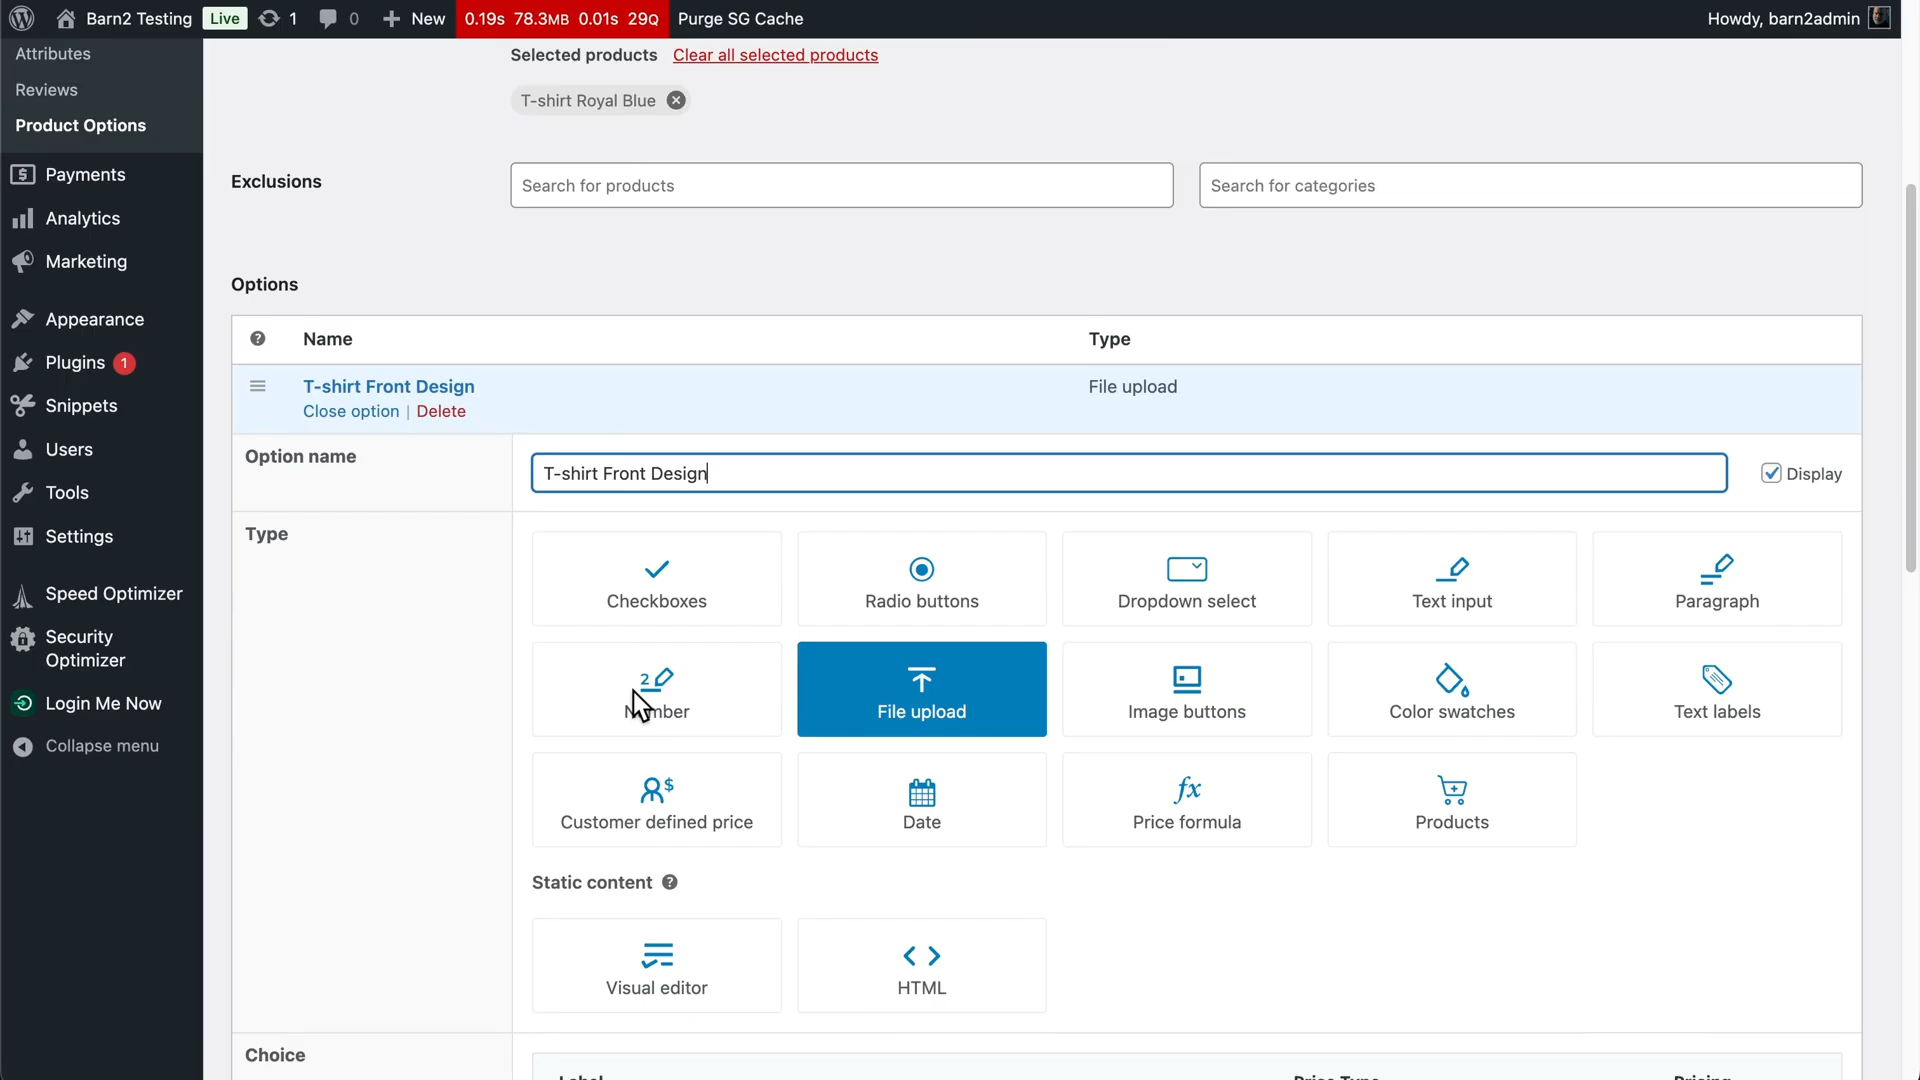 Barn2 Testing Live 1 0 New 0.19s 78.3MB 0.01s 29Q Purge SG Cache Howdy, barn2admin
Attributes
Reviews
Product Options
Payments
Analytics
Marketing
Appearance
Plugins 1
Snippets
Users
Tools
Settings
Speed Optimizer
Security
Optimizer
Login Me Now
Collapse menu
Selected products Clear all selected products
T-shirt Royal Blue
Exclusions Search for products Search for categories
Options
Name Type
T-shirt Front Design File upload
Close option | Delete
Option name T-shirt Front Design Display
Type
Checkboxes Radio buttons Dropdown select Text input Paragraph
Number File upload Image buttons Color swatches Text labels
Customer defined price Date Price formula Products
Static content
Visual editor HTML
Choice
Label Price Type Pricing